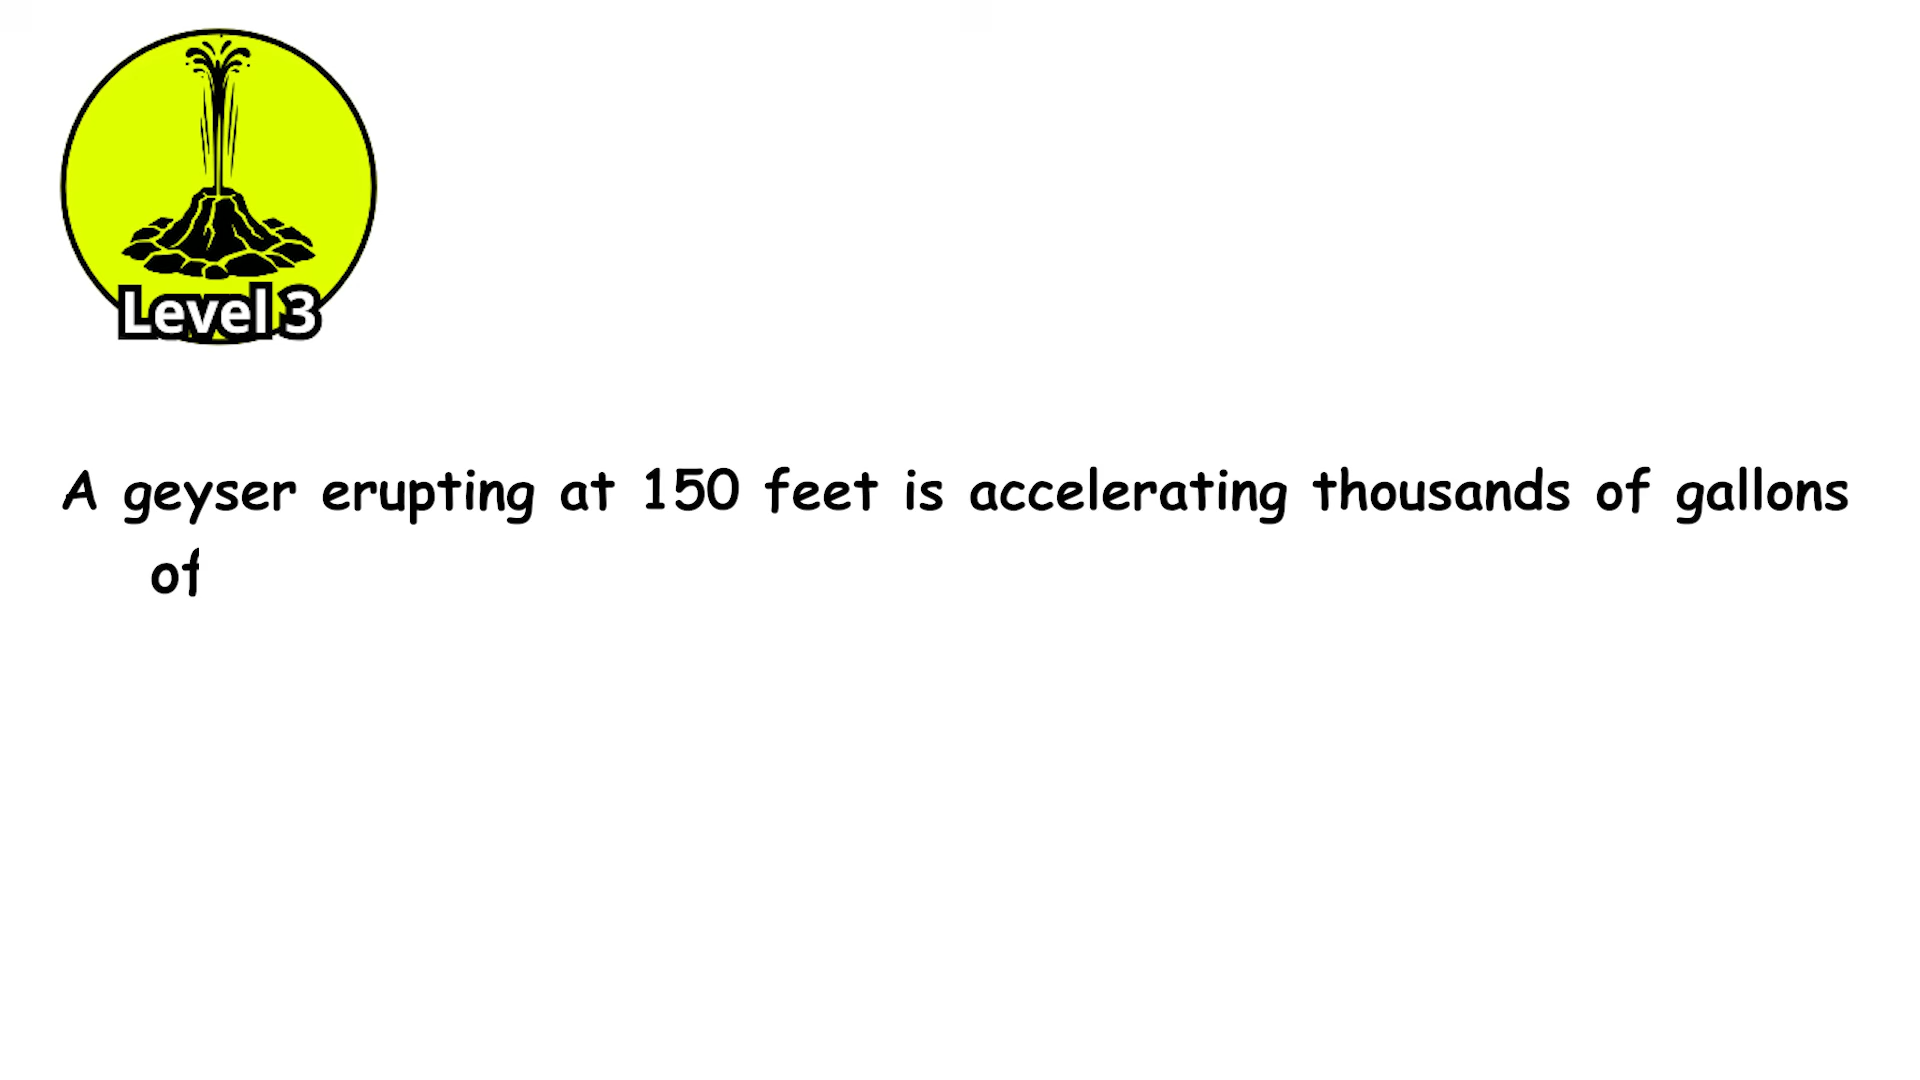 Level 3
A geyser erupting at 150 feet is accelerating thousands of gallons
of